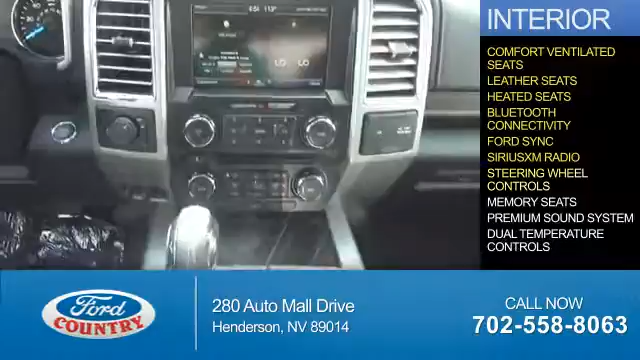 INTERIOR
COMFORT VENTILATED
SEATS
LEATHER SEATS
HEATED SEATS
BLUETOOTH
CONNECTIVITY
FORD SYNC
SIRIUSXM RADIO
STEERING WHEEL
CONTROLS
MEMORY SEATS
PREMIUM SOUND SYSTEM
DUAL TEMPERATURE
CONTROLS
Ford
COUNTRY
280 Auto Mall Drive
Henderson, NV 89014
CALL NOW
702-558-8063